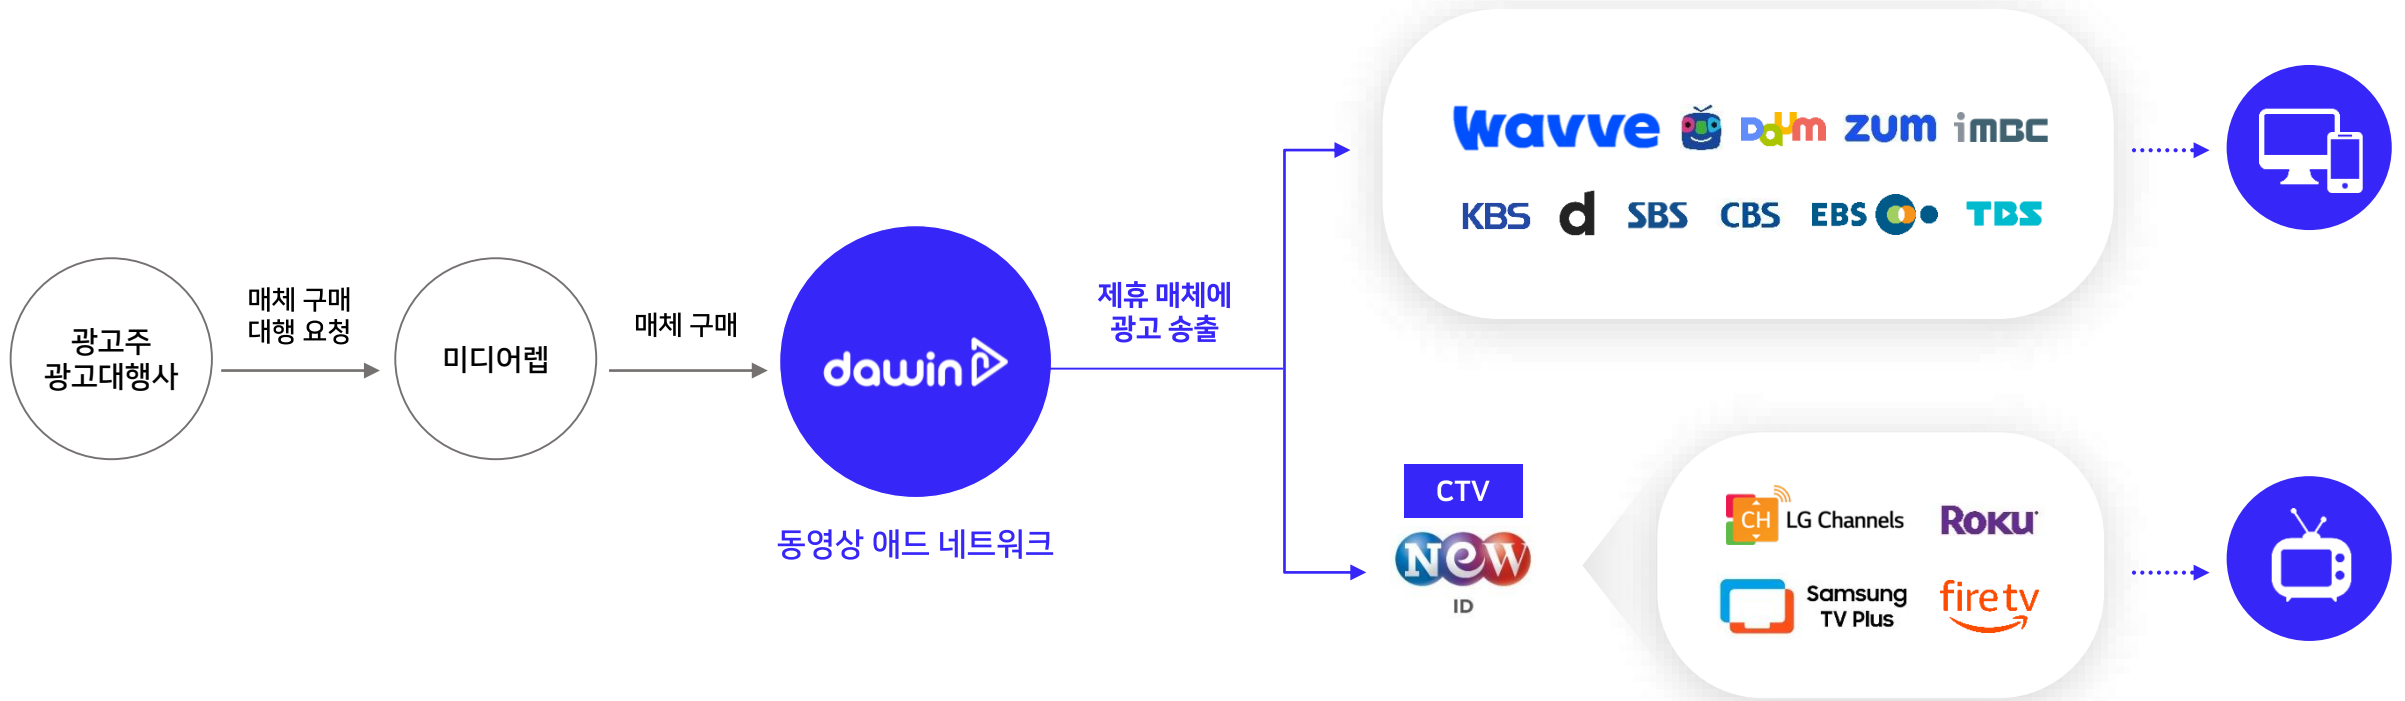 광고주
광고대행사
매체 구매
대행 요청
미디어렙
매체 구매
dawin
동영상 애드 네트워크
제휴 매체에
광고 송출
wavve Daum zum iMBC
KBS d SBS CBS EBS TBS
CTV
NEW
ID
CH LG Channels
ROKU
Samsung
TV Plus
fire tv